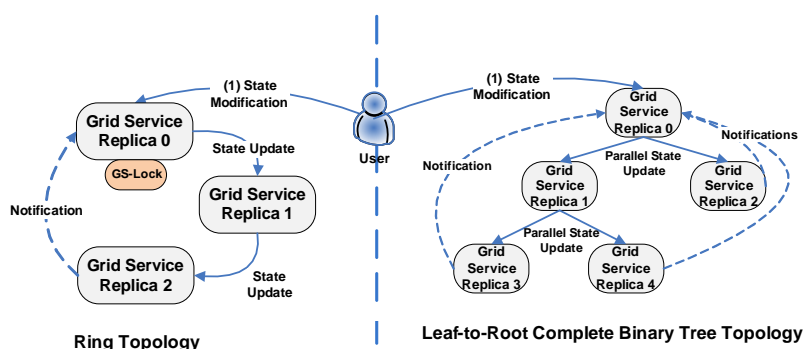 (1) State
Modification
Grid Service
Replica 0
GS-Lock
State Update
Notification
Grid Service
Replica 1
Grid Service
Replica 2
State
Update
Ring Topology
User
(1) State
Modification
Grid
Service
Replica 0
Notification
Notifications
Parallel State
Update
Grid
Service
Replica 1
Grid
Service
Replica 2
Parallel State
Update
Grid
Service
Replica 3
Grid
Service
Replica 4
Leaf-to-Root Complete Binary Tree Topology